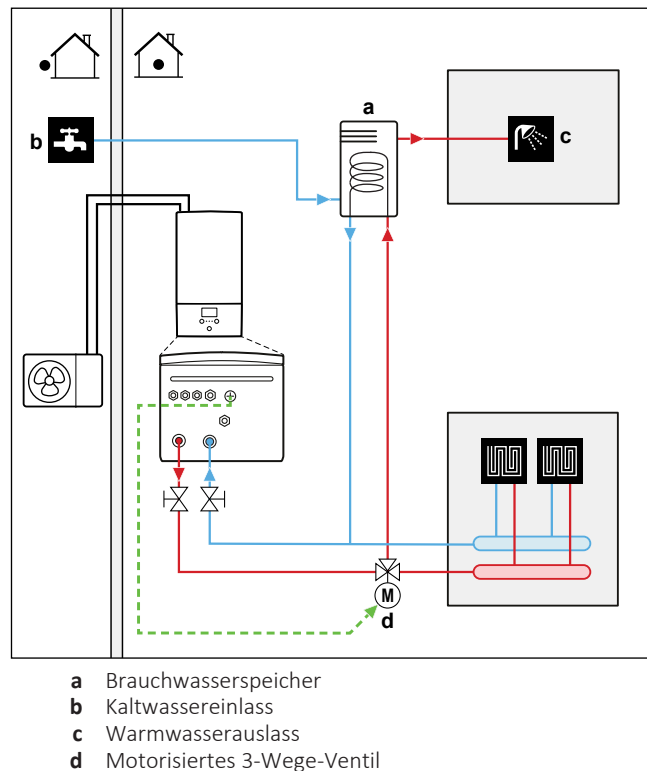 a
b
c
M
d
a Brauchwasserspeicher
b Kaltwassereinlass
c Warmwasserauslass
d Motorisiertes 3-Wege-Ventil